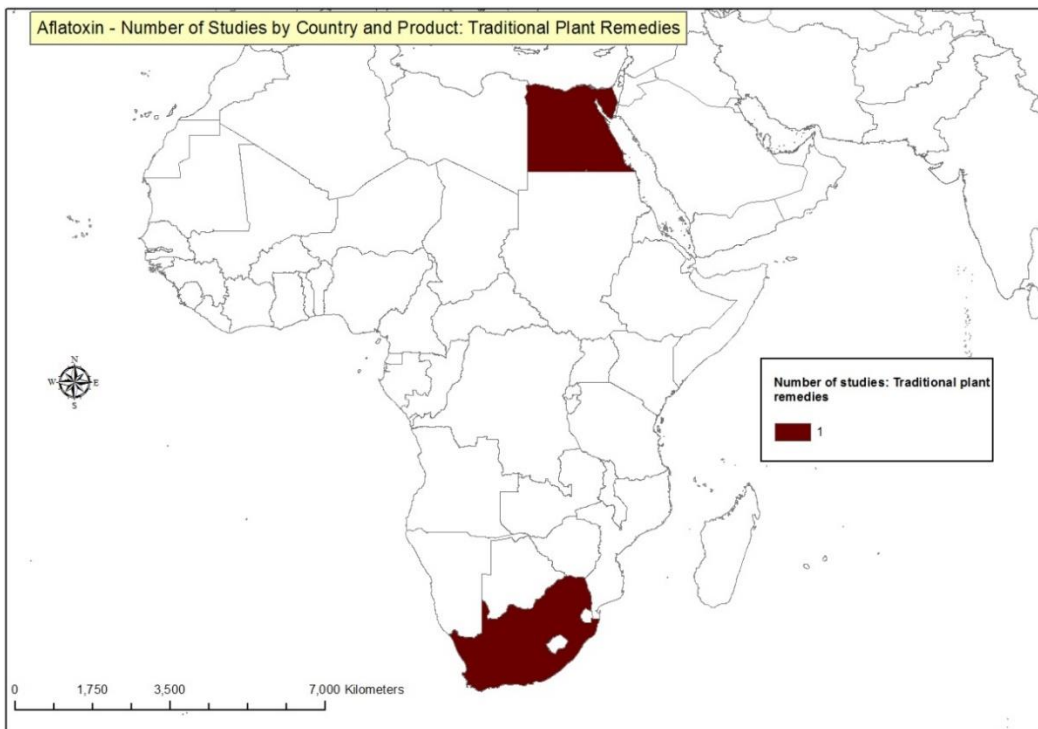 Aflatoxin - Number of Studies by Country and Product: Traditional Plant Remedies
N
W E
S
Number of studies: Traditional plant
remedies
1
0 1,750 3,500 7,000 Kilometers